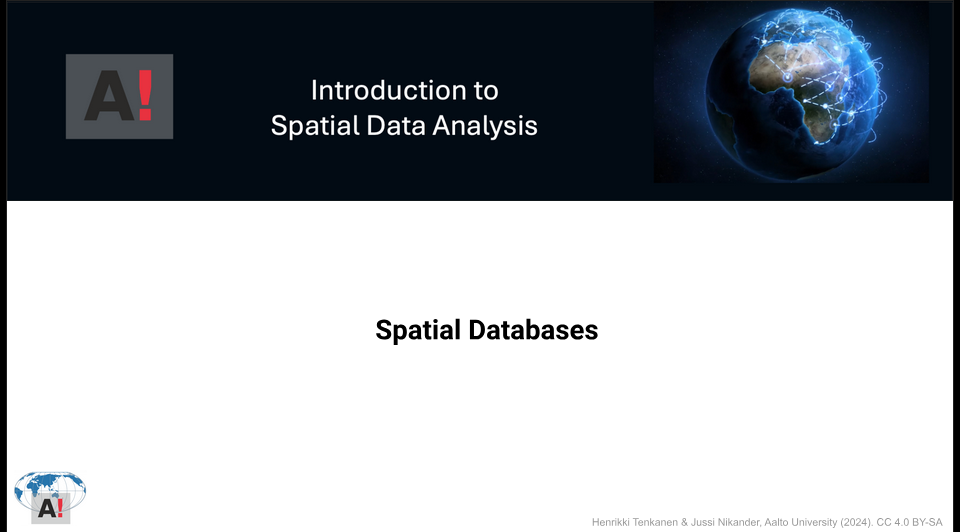 A!
Introduction to
Spatial Data Analysis
Spatial Databases
A!
Henrikki Tenkanen & Jussi Nikander, Aalto University (2024). CC 4.0 BY-SA